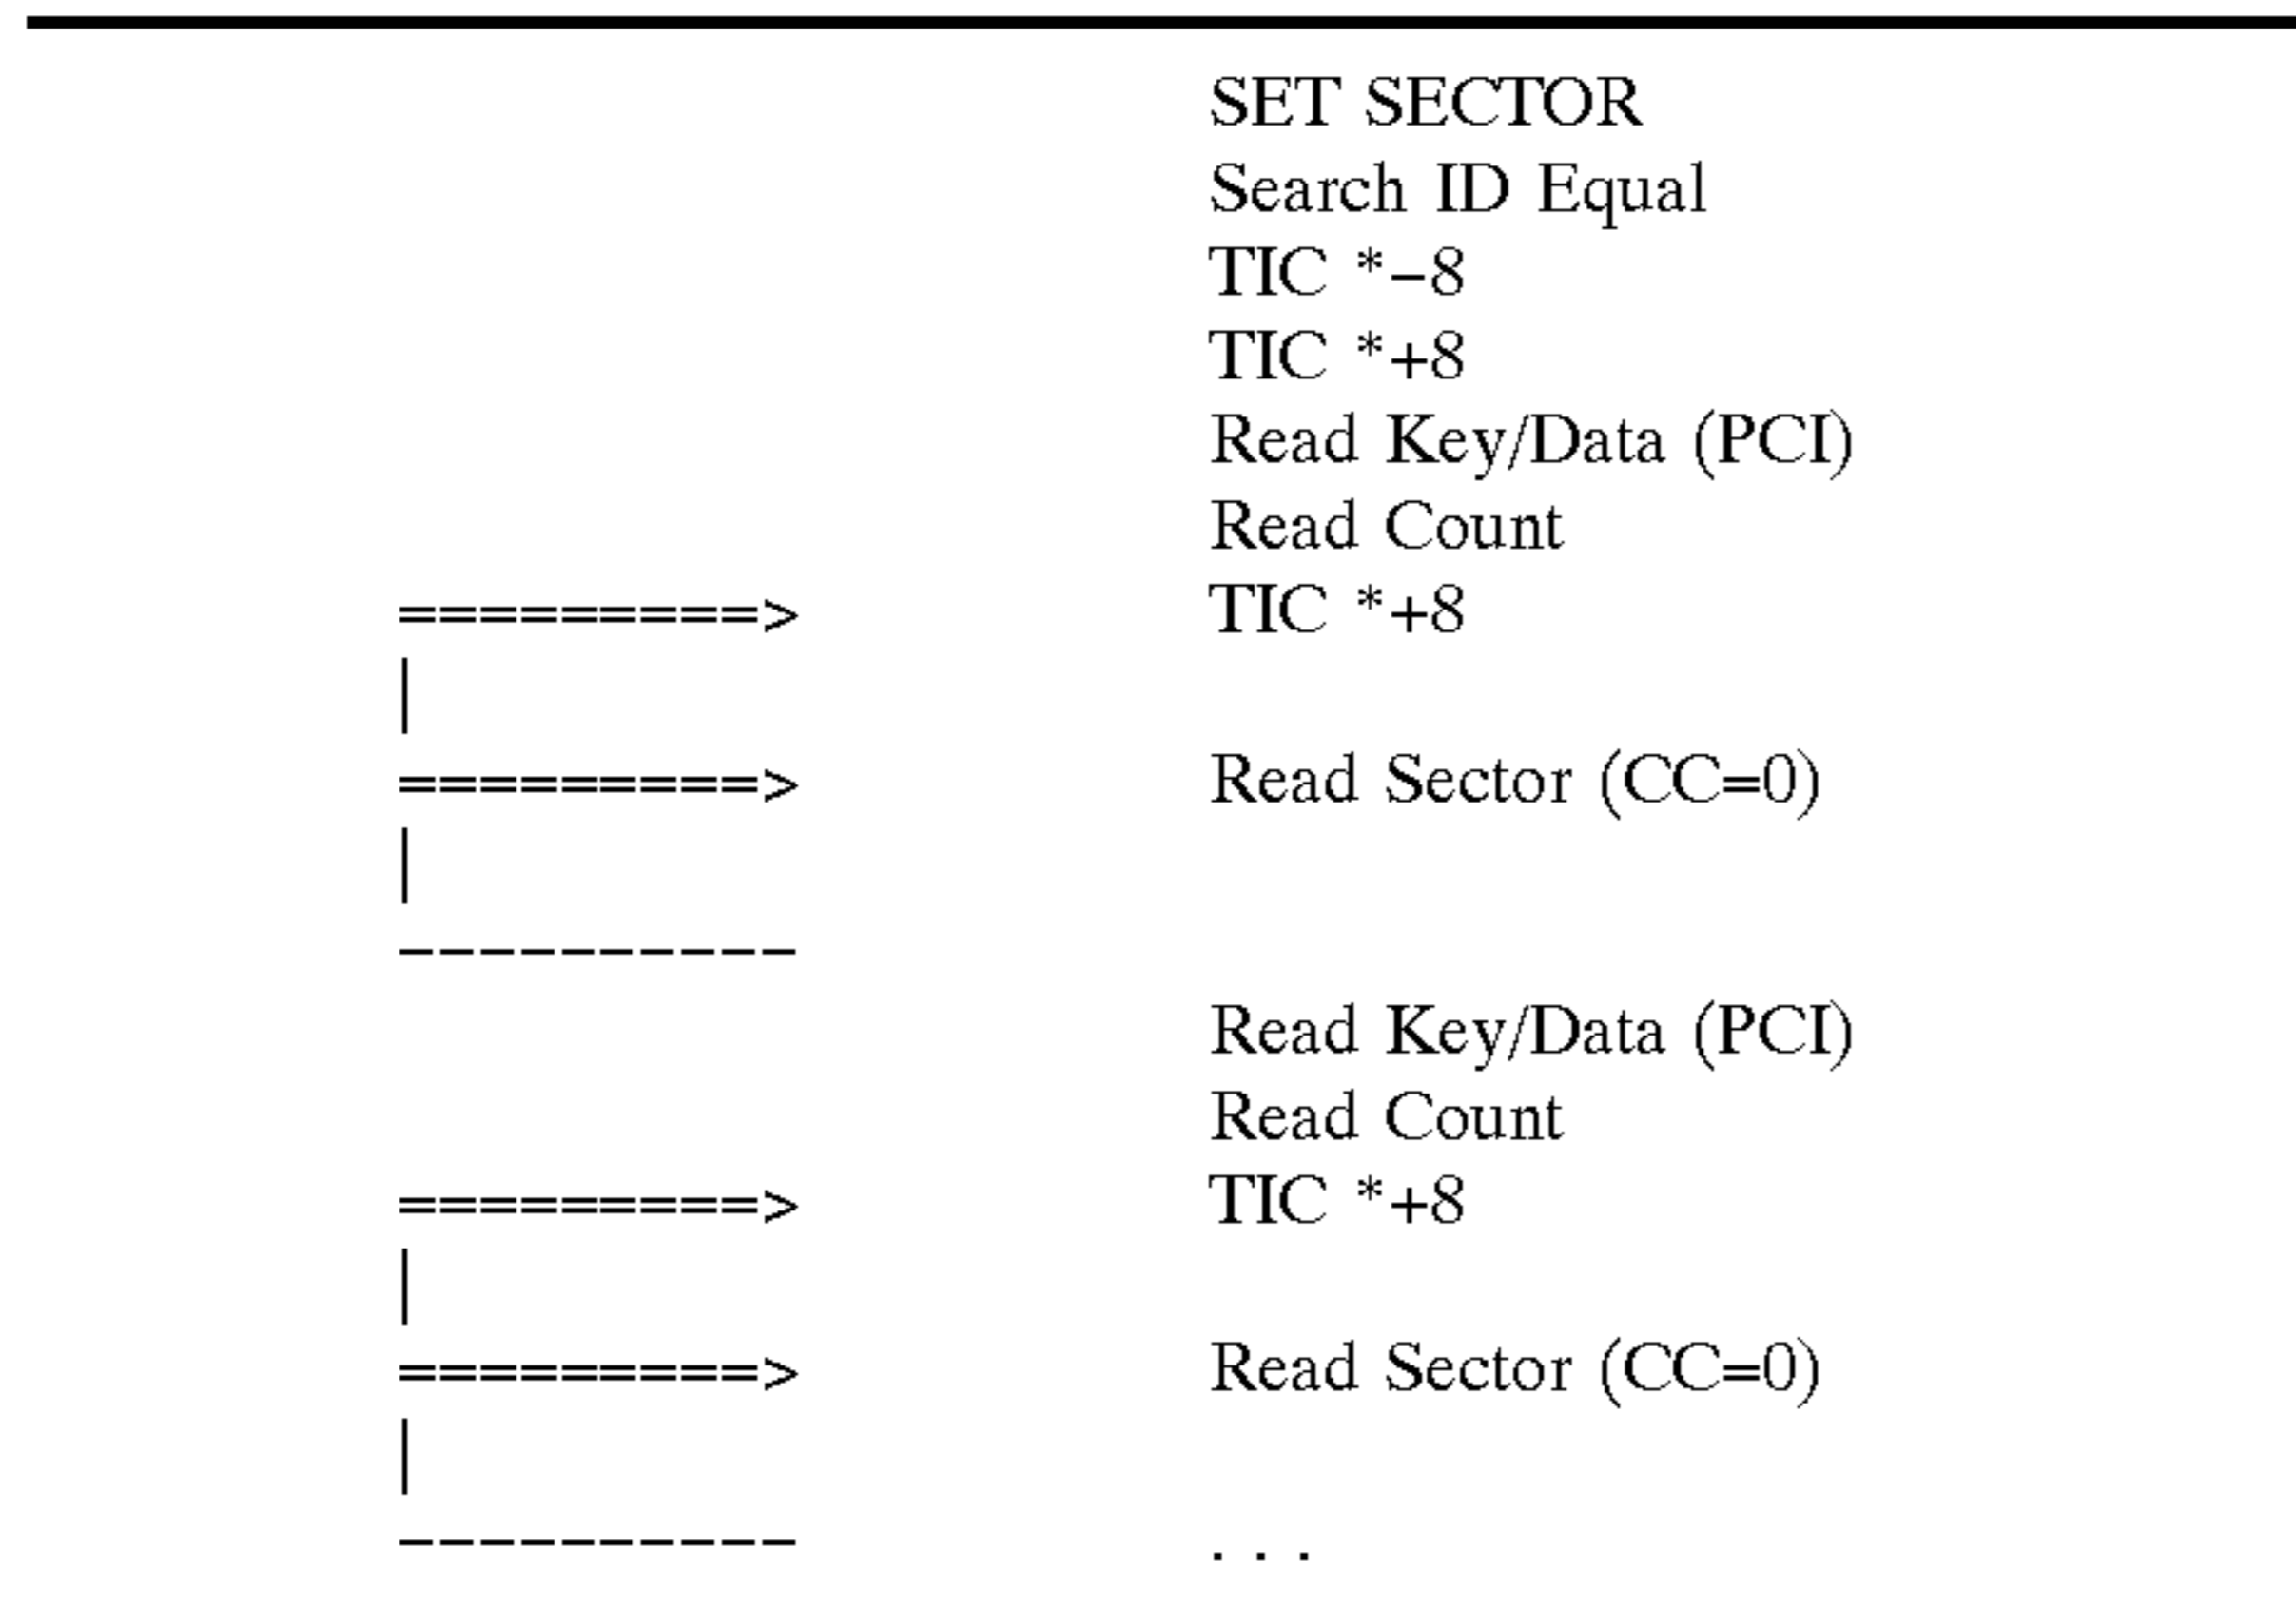 SET SECTOR
Search ID Equal
TIC *−8
TIC *+8
Read Key/Data (PCI)
Read Count
=========> TIC *+8
|
=========> Read Sector (CC=0)
|
----------
Read Key/Data (PCI)
Read Count
=========> TIC *+8
|
=========> Read Sector (CC=0)
|
---------- . . .